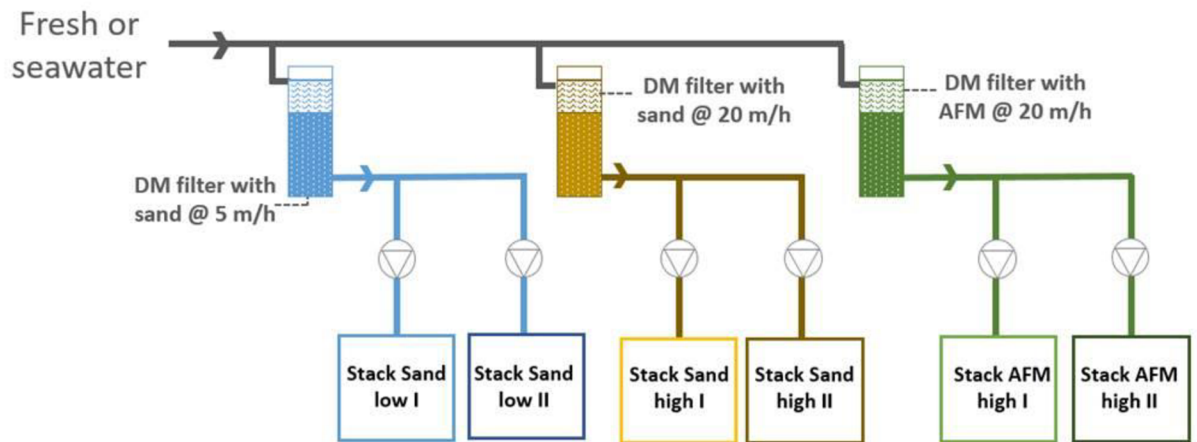 Fresh or
seawater
DM filter with
sand @ 5 m/h
DM filter with
sand @ 20 m/h
DM filter with
AFM @ 20 m/h
Stack Sand
low I
Stack Sand
low II
Stack Sand
high I
Stack Sand
high II
Stack AFM
high I
Stack AFM
high II